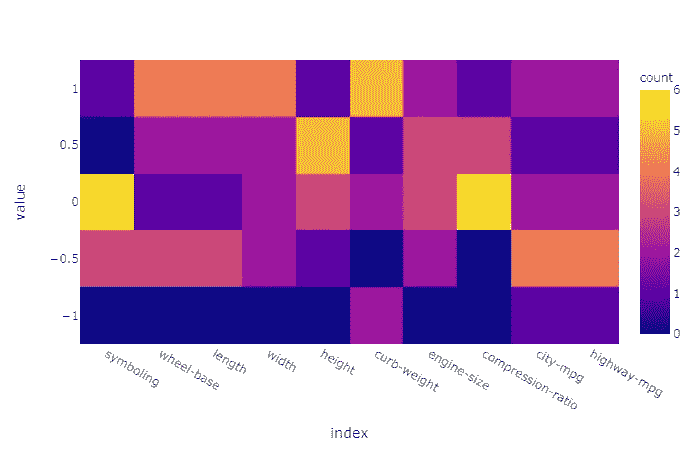 count
6
5
4
3
2
1
0
value
1
0.5
0
−0.5
−1
symboling
wheel-base
length
width
height
curb-weight
engine-size
compression-ratio
city-mpg
highway-mpg
index